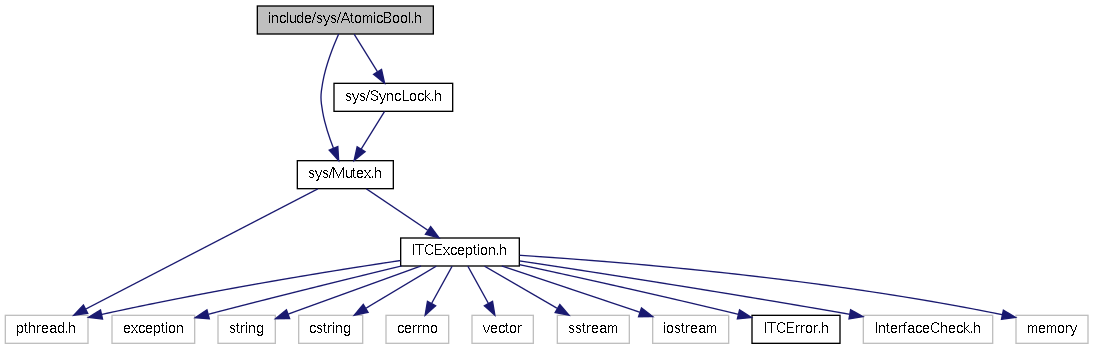 include/sys/AtomicBool.h
sys/SyncLock.h
sys/Mutex.h
ITCException.h
pthread.h
exception
string
cstring
cerrno
vector
sstream
iostream
ITCError.h
InterfaceCheck.h
memory